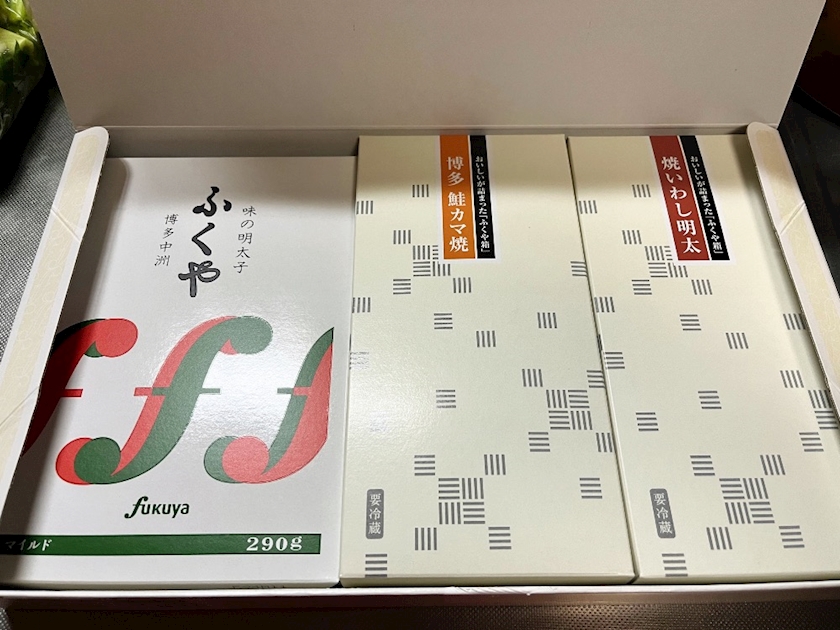 味の明太子
ふくや
博多中洲
fukuya
マイルド
290g
おいしいが詰まった「ふくや箱」
博多 鮭カマ焼
要冷蔵
おいしいが詰まった「ふくや箱」
焼いわし明太
要冷蔵